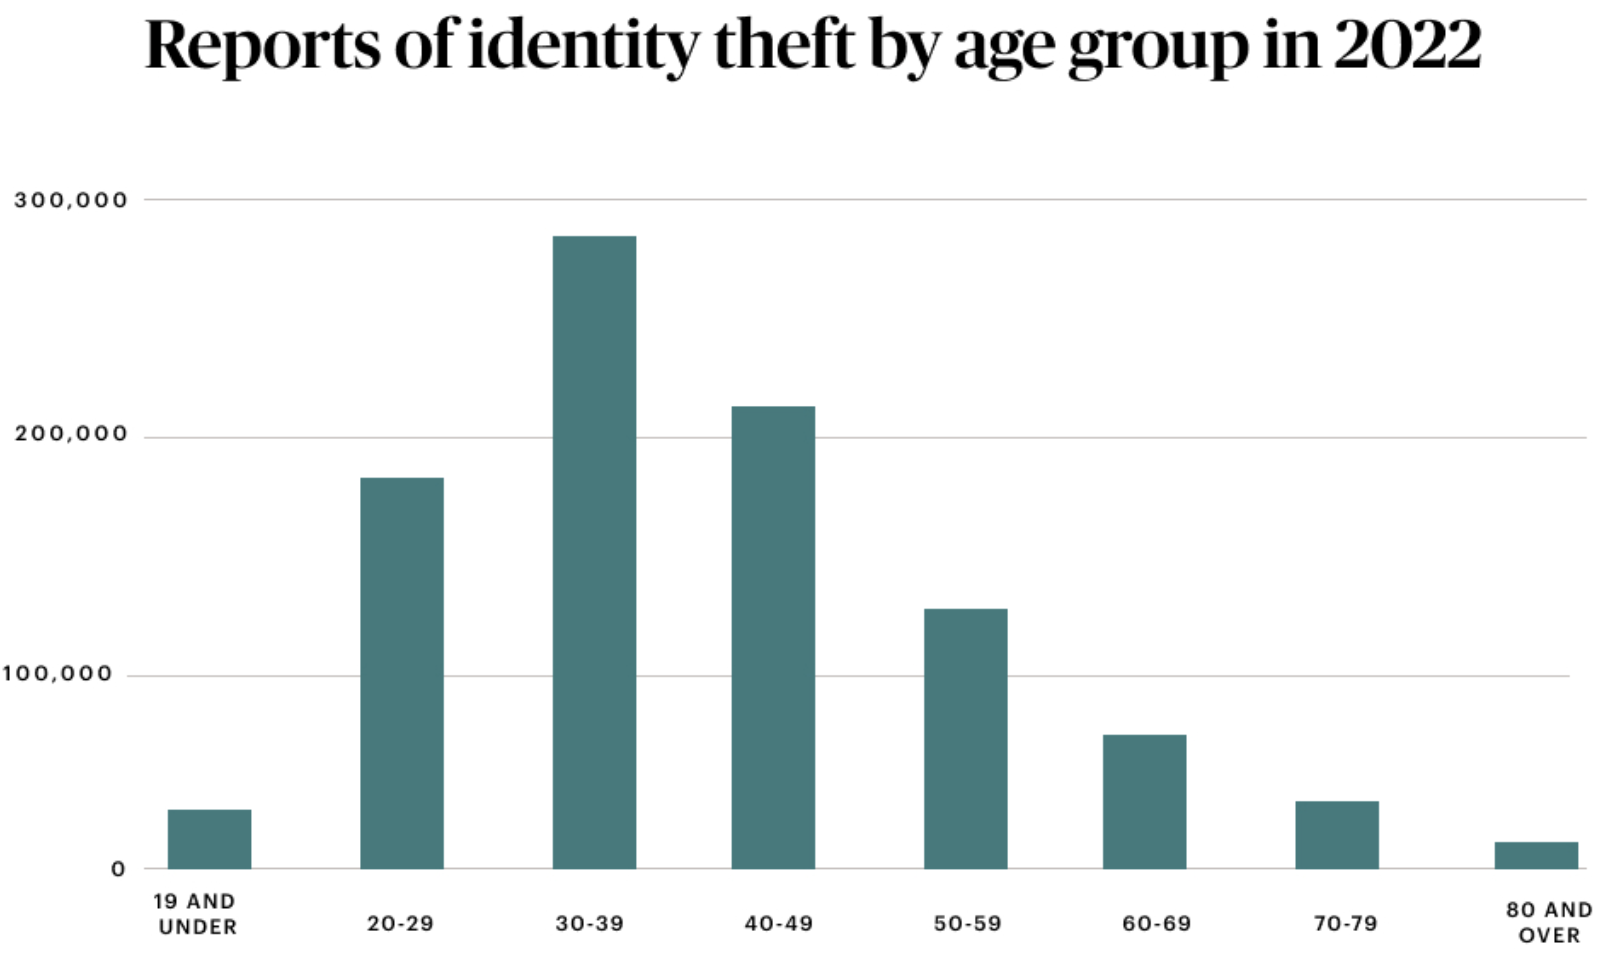 Reports of identity theft by age group in 2022
300,000
200,000
100,000
0
19 AND
UNDER
20-29
30-39
40-49
50-59
60-69
70-79
80 AND
OVER